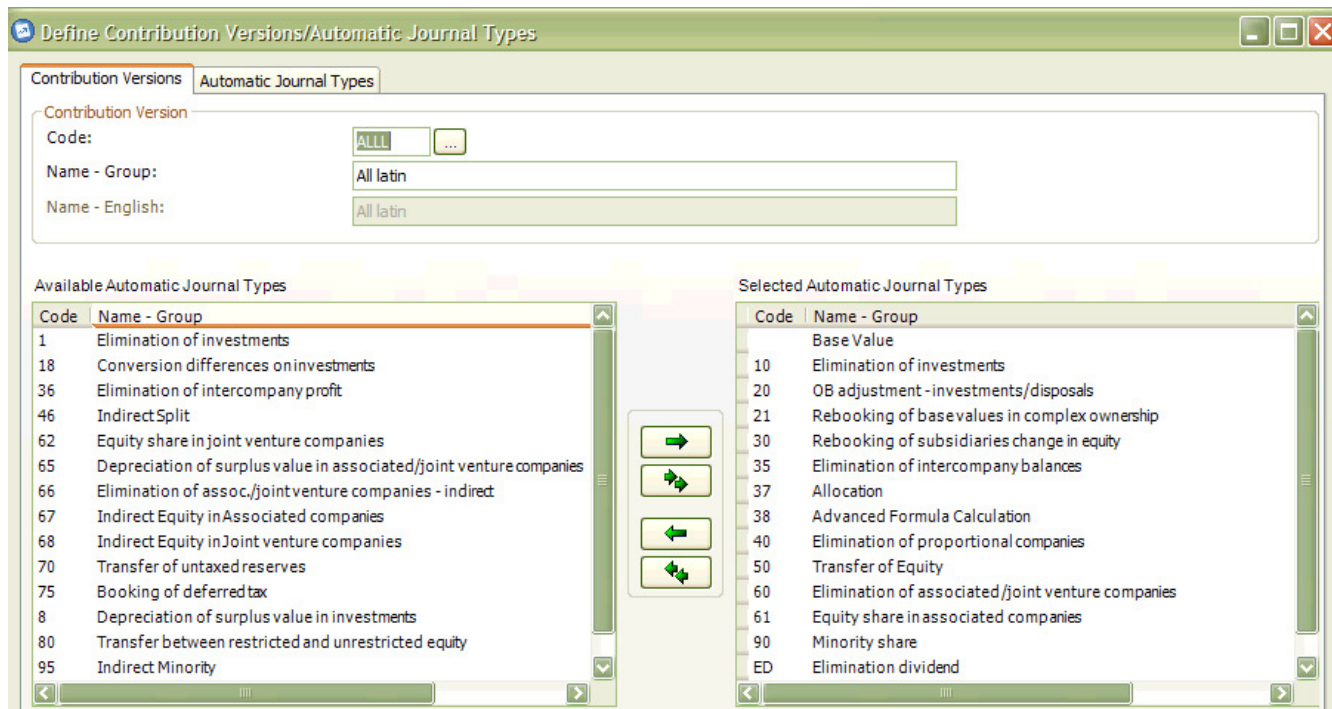 Define Contribution Versions/Automatic Journal Types
Contribution Versions Automatic Journal Types
Contribution Version
Code: ALLL ...
Name - Group: All latin
Name - English: All latin
Available Automatic Journal Types
Code Name - Group
1 Elimination of investments
18 Conversion differences on investments
36 Elimination of intercompany profit
46 Indirect Split
62 Equity share in joint venture companies
65 Depreciation of surplus value in associated/joint venture companies
66 Elimination of assoc./joint venture companies - indirect
67 Indirect Equity in Associated companies
68 Indirect Equity in Joint venture companies
70 Transfer of untaxed reserves
75 Booking of deferred tax
8 Depreciation of surplus value in investments
80 Transfer between restricted and unrestricted equity
95 Indirect Minority
Selected Automatic Journal Types
Code Name - Group
Base Value
10 Elimination of investments
20 OB adjustment - investments/disposals
21 Rebooking of base values in complex ownership
30 Rebooking of subsidiaries change in equity
35 Elimination of intercompany balances
37 Allocation
38 Advanced Formula Calculation
40 Elimination of proportional companies
50 Transfer of Equity
60 Elimination of associated/joint venture companies
61 Equity share in associated companies
90 Minority share
ED Elimination dividend